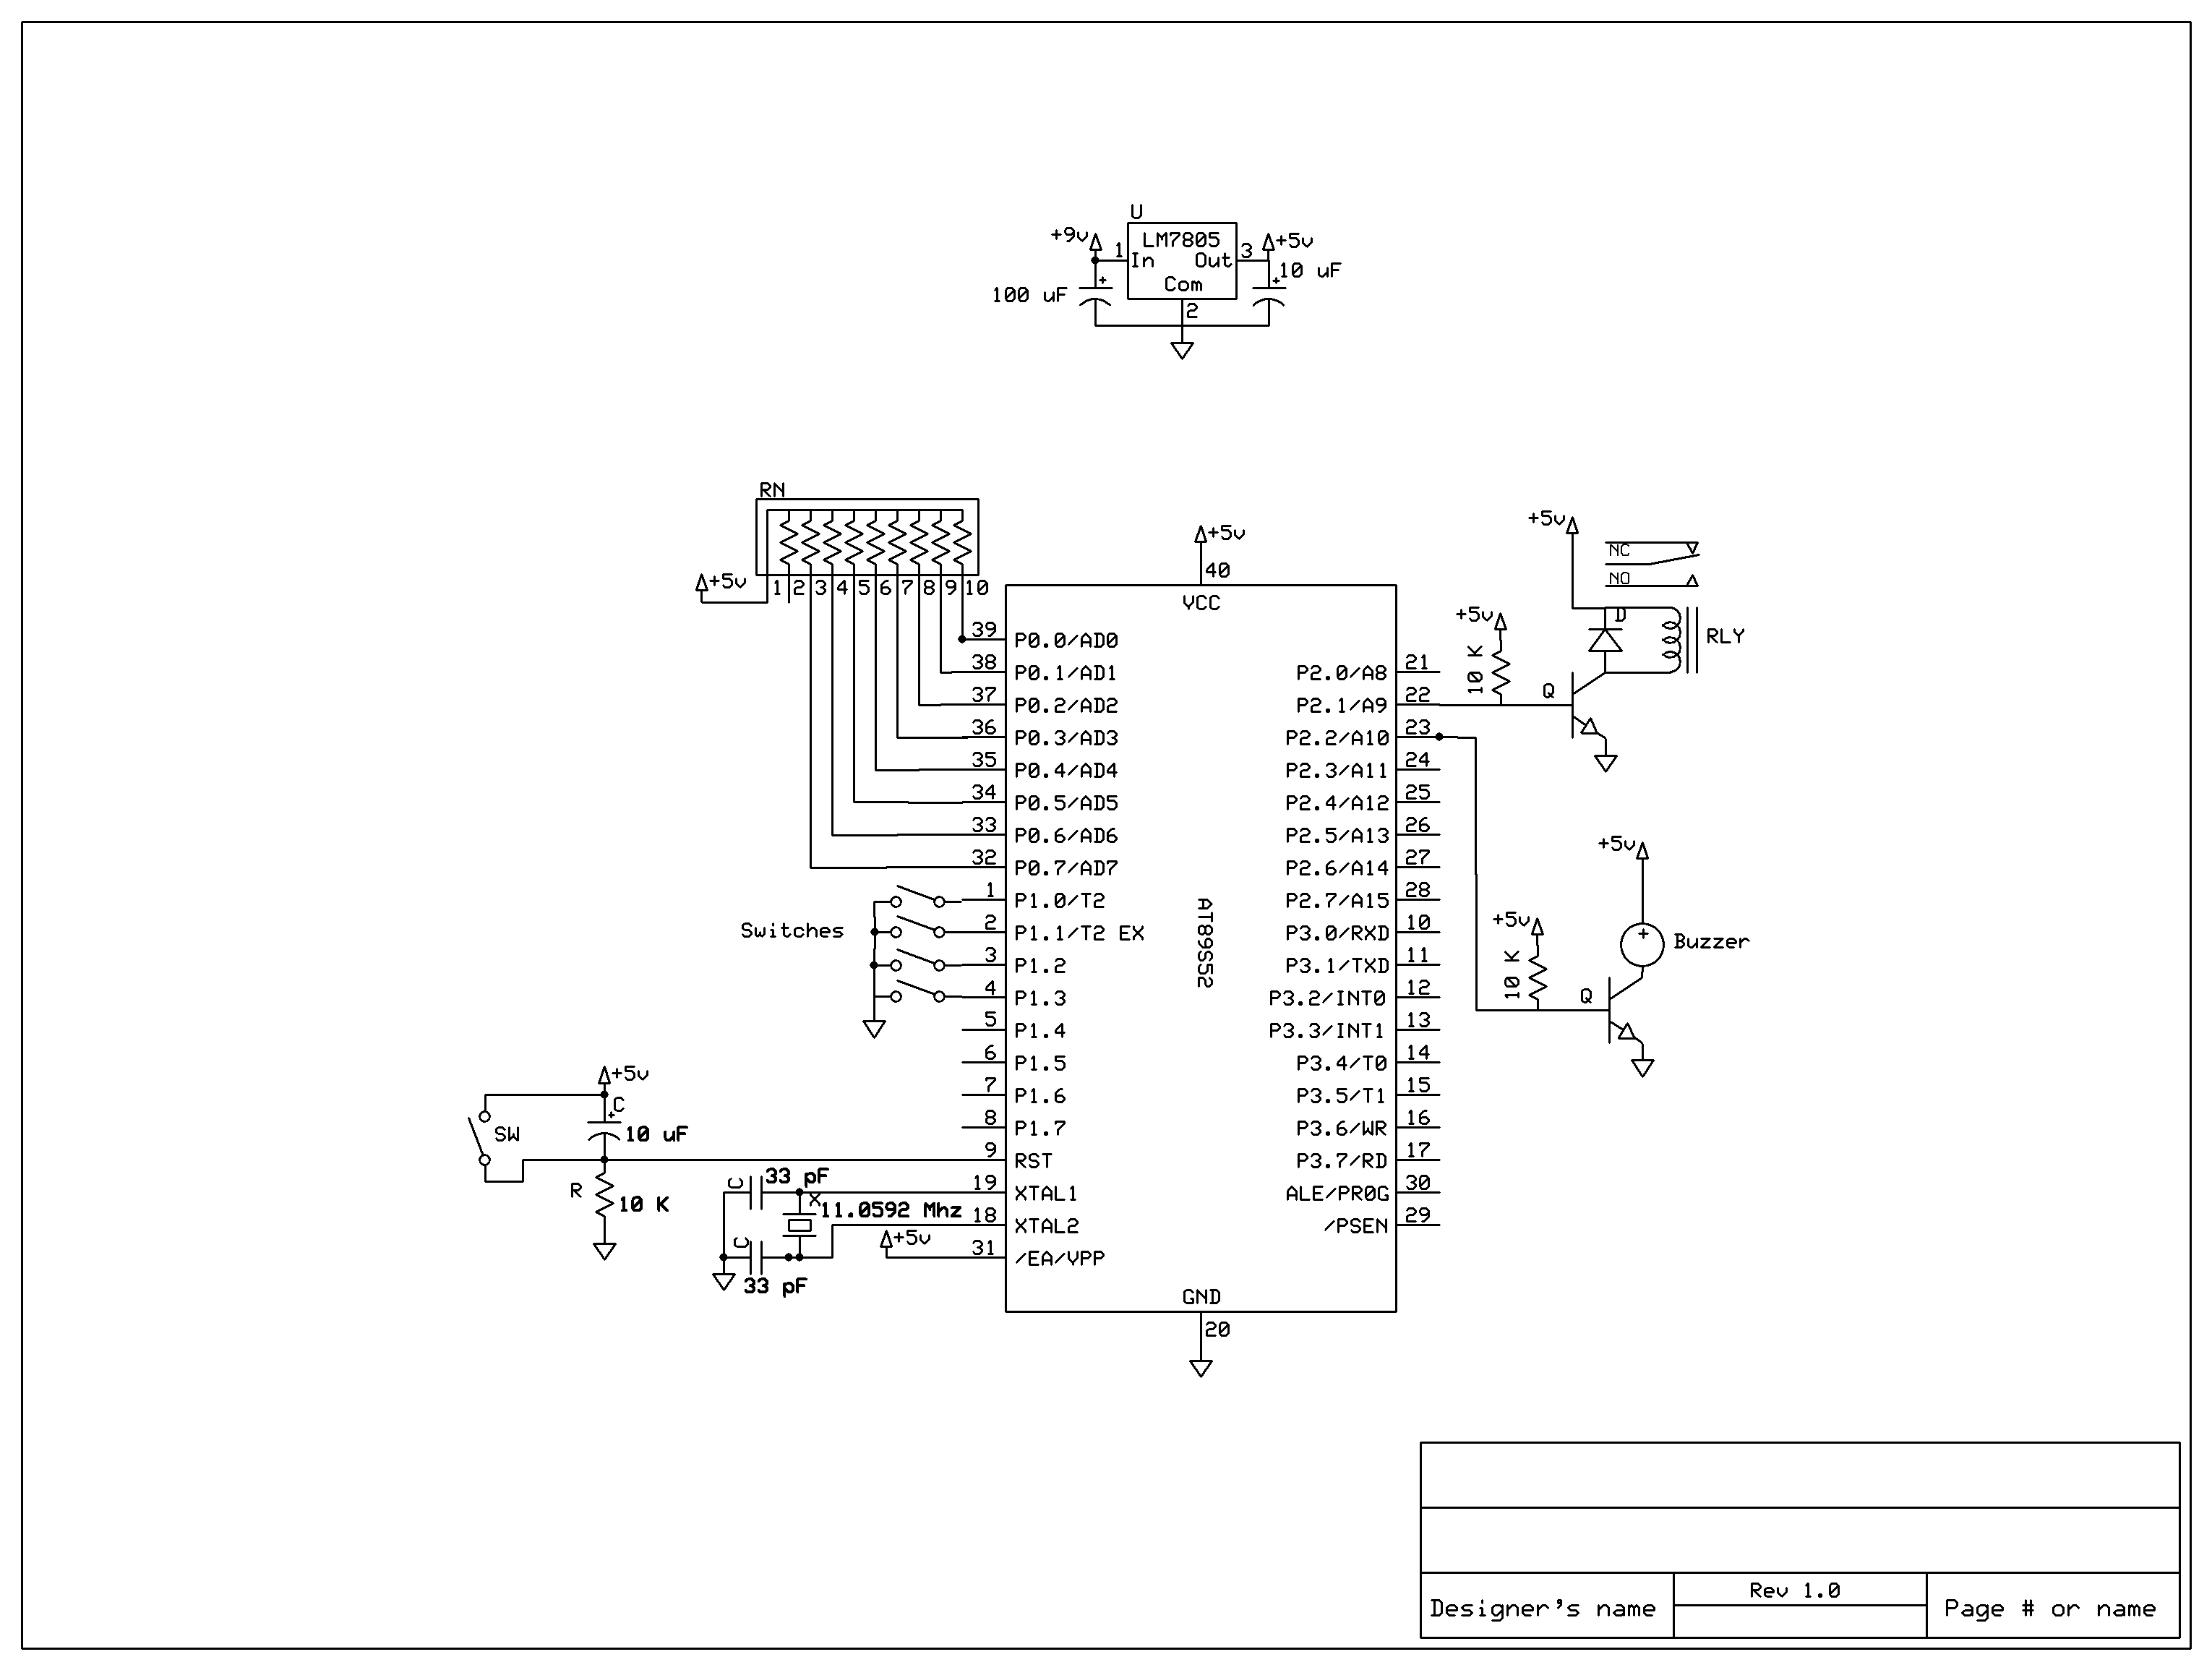 U
+9v
1
LM7805
In Out
Com
3
+5v
10 uF
100 uF
2
RN
+5v
1 2 3 4 5 6 7 8 9 10
+5v
40
VCC
39 P0.0/AD0
38 P0.1/AD1
37 P0.2/AD2
36 P0.3/AD3
35 P0.4/AD4
34 P0.5/AD5
33 P0.6/AD6
32 P0.7/AD7
1 P1.0/T2
2 P1.1/T2 EX
3 P1.2
4 P1.3
5 P1.4
6 P1.5
7 P1.6
8 P1.7
9 RST
19 XTAL1
18 XTAL2
31 /EA/VPP
AT89S52
P2.0/A8 21
P2.1/A9 22
P2.2/A10 23
P2.3/A11 24
P2.4/A12 25
P2.5/A13 26
P2.6/A14 27
P2.7/A15 28
P3.0/RXD 10
P3.1/TXD 11
P3.2/INT0 12
P3.3/INT1 13
P3.4/T0 14
P3.5/T1 15
P3.6/WR 16
P3.7/RD 17
ALE/PR0G 30
/PSEN 29
GND
20
Switches
+5v
C
+
10 uF
SW
R
10 K
C
33 pF
X
11.0592 Mhz
+5v
C
33 pF
+5v
NC
NO
D
RLY
+5v
10 K
Q
+5v
+
Buzzer
+5v
10 K
Q
Designer's name
Rev 1.0
Page # or name